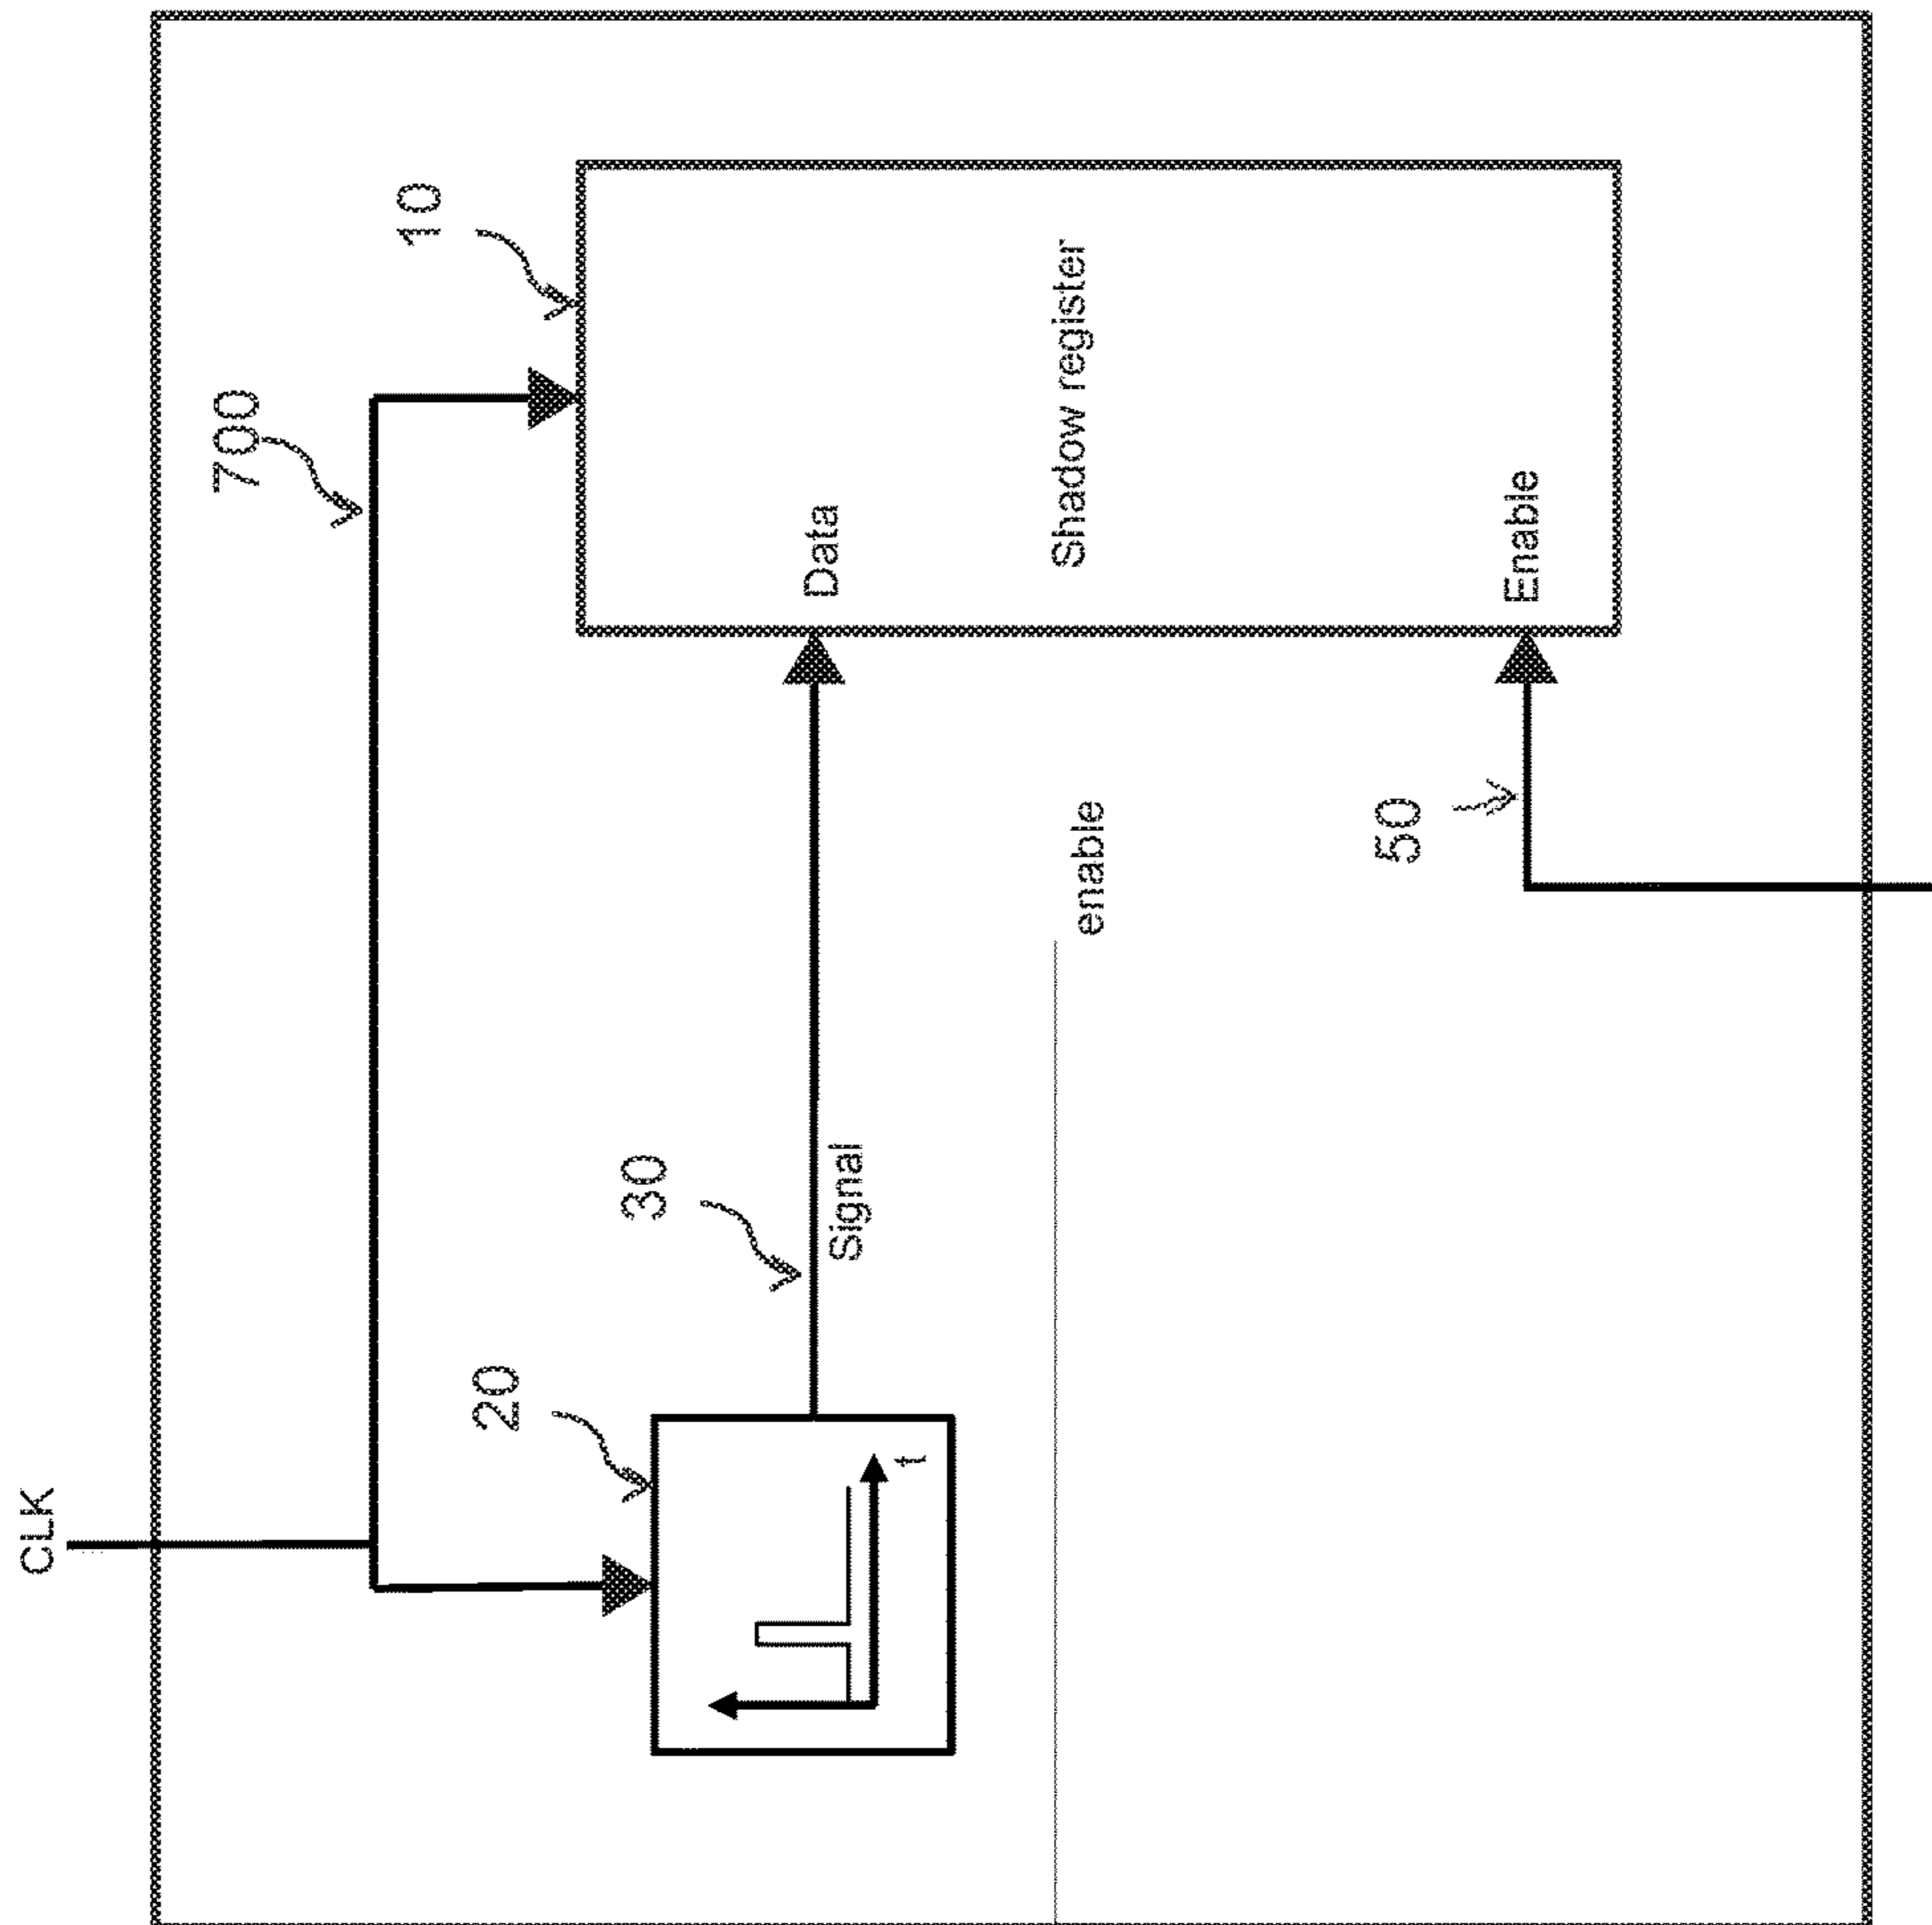 CLK
700
10
20
30
Signal
Data
Shadow register
enable
50
Enable
t